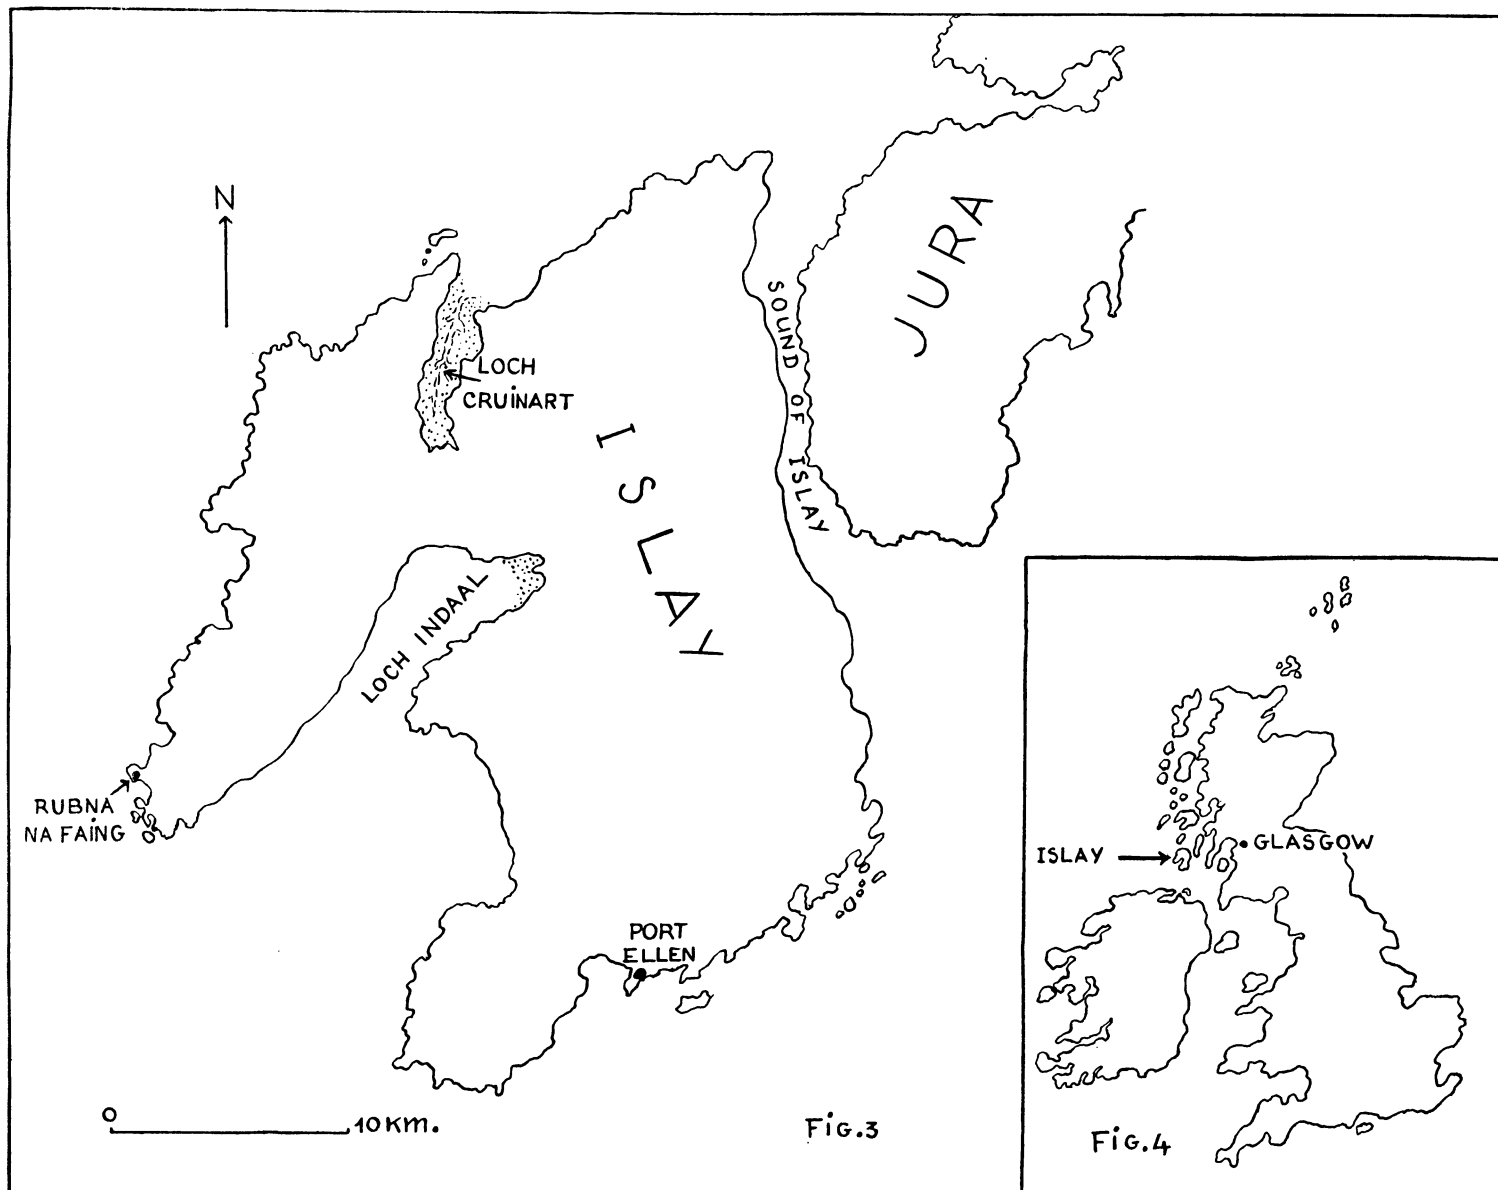 N
JURA
SOUND OF ISLAY
LOCH
CRUINART
ISLAY
LOCH INDAAL
RUBNA
NA FAING
PORT
ELLEN
O
10 KM.
FIG.3
ISLAY
GLASGOW
FIG.4